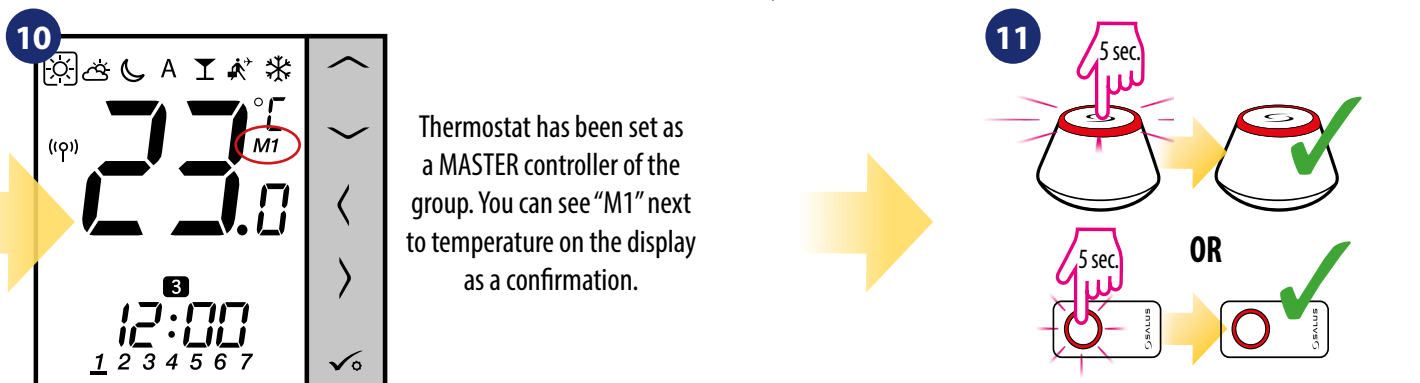 10
A
23.0 °C
M1
3
12:00
1 2 3 4 5 6 7
Thermostat has been set as
a MASTER controller of the
group. You can see “M1” next
to temperature on the display
as a confirmation.
11
5 sec.
OR
5 sec.
SALUS
SALUS